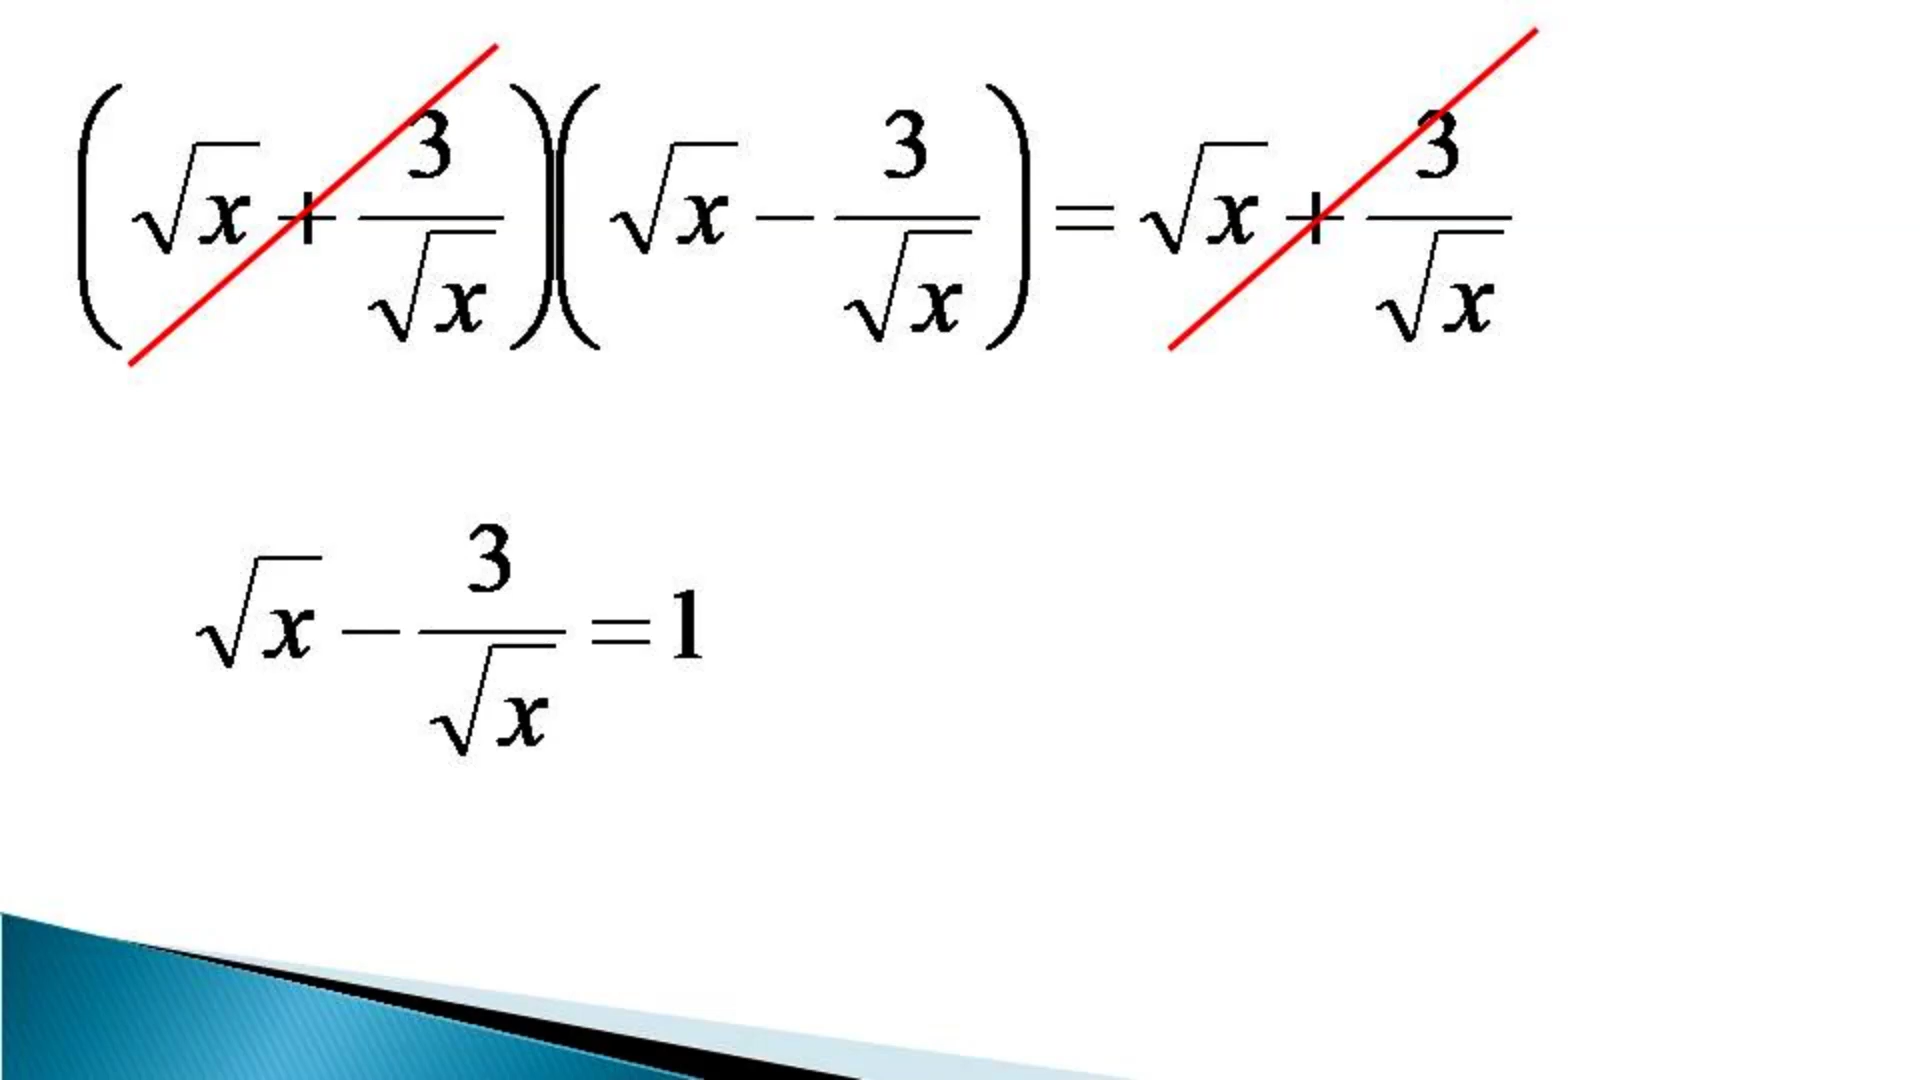 (√x + 3/√x)(√x − 3/√x) = √x + 3/√x
√x − 3/√x = 1